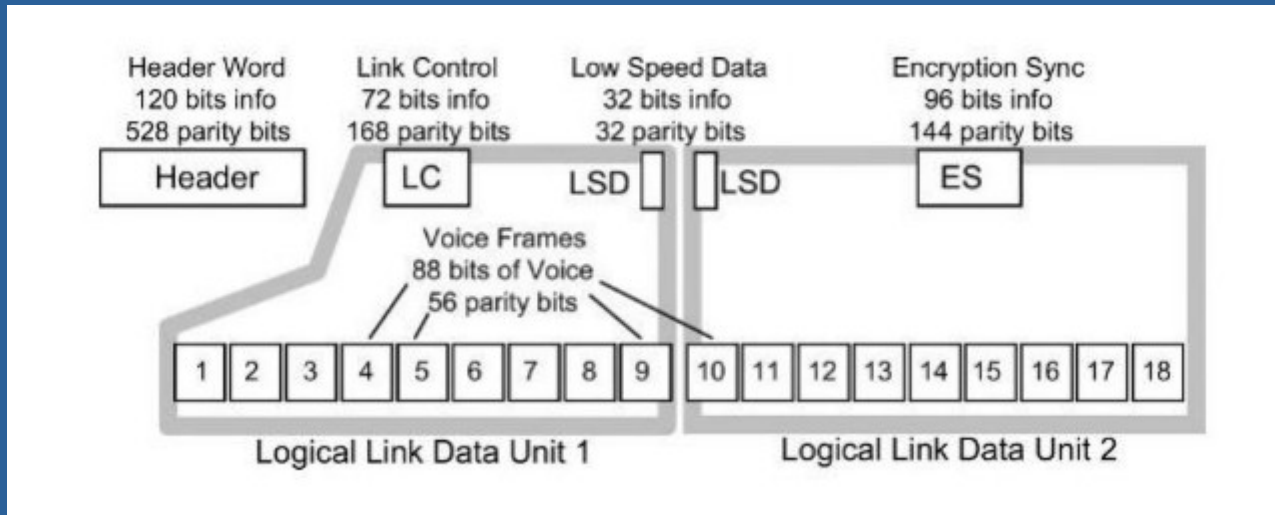 Header Word
120 bits info
528 parity bits
Header
Link Control
72 bits info
168 parity bits
LC
Low Speed Data
32 bits info
32 parity bits
LSD
LSD
Encryption Sync
96 bits info
144 parity bits
ES
Voice Frames
88 bits of Voice
56 parity bits
1 2 3 4 5 6 7 8 9 10 11 12 13 14 15 16 17 18
Logical Link Data Unit 1
Logical Link Data Unit 2